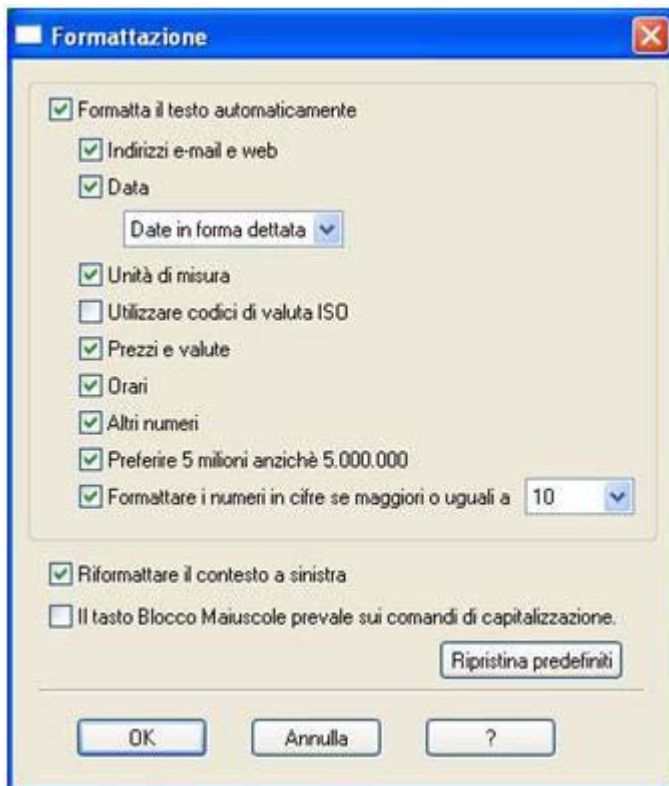 Formattazione
Formatta il testo automaticamente
Indirizzi e-mail e web
Data
Date in forma dettata
Unità di misura
Utilizzare codici di valuta ISO
Prezzi e valute
Orari
Altri numeri
Preferire 5 milioni anzichè 5.000.000
Formattare i numeri in cifre se maggiori o uguali a 10
Riformattare il contesto a sinistra
Il tasto Blocco Maiuscole prevale sui comandi di capitalizzazione.
Ripristina predefiniti
OK Annulla ?